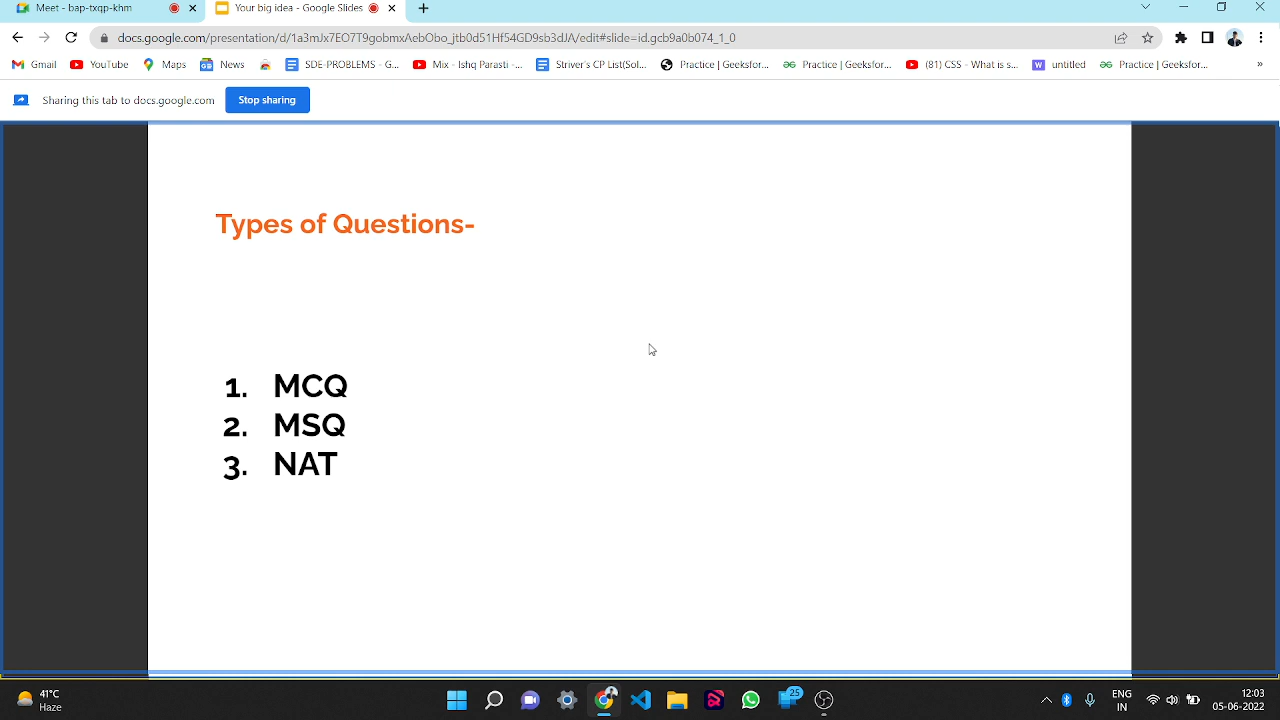 Meet - bap-txqp-khm
Your big idea - Google Slides
docs.google.com/presentation/d/1a3mJx7EO7T9gobmxAebObo_jtb0d51Hf54GD9sb3dJA/edit#slide=id.gcb9a0b074_1_0
Gmail YouTube Maps News SDE-PROBLEMS - G... Mix - Ishq Parasti -... Striver's CP List(Sol... Practice | Geeksfor... Practice | Geeksfor... (81) CSS - What is s... untitled Practice | Geeksfor... »
Sharing this tab to docs.google.com Stop sharing
Types of Questions-
1. MCQ
2. MSQ
3. NAT
41°C
Haze
25
ENG
IN
12:03
05-06-2022